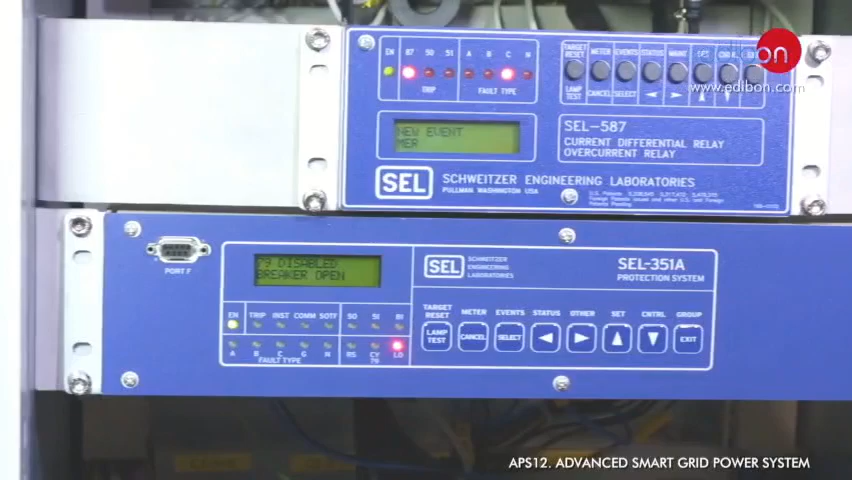 edibon
www.edibon.com
EN 87 50 51 A B C N
TRIP FAULT TYPE
TARGET RESET METER EVENTS STATUS MAINT SET CNTRL
LAMP TEST CANCEL SELECT
NEW EVENT
MER
SEL-587
CURRENT DIFFERENTIAL RELAY
OVERCURRENT RELAY
SEL
SCHWEITZER ENGINEERING LABORATORIES
PULLMAN WASHINGTON USA
PORT F
79 DISABLED
BREAKER OPEN
SEL
SCHWEITZER
ENGINEERING
LABORATORIES
SEL-351A
PROTECTION SYSTEM
EN TRIP INST COMM SOTF 50 51 81
A B C G N RS CY LO
FAULT TYPE 79
TARGET RESET METER EVENTS STATUS OTHER SET CNTRL GROUP
LAMP TEST CANCEL SELECT EXIT
APS12. ADVANCED SMART GRID POWER SYSTEM